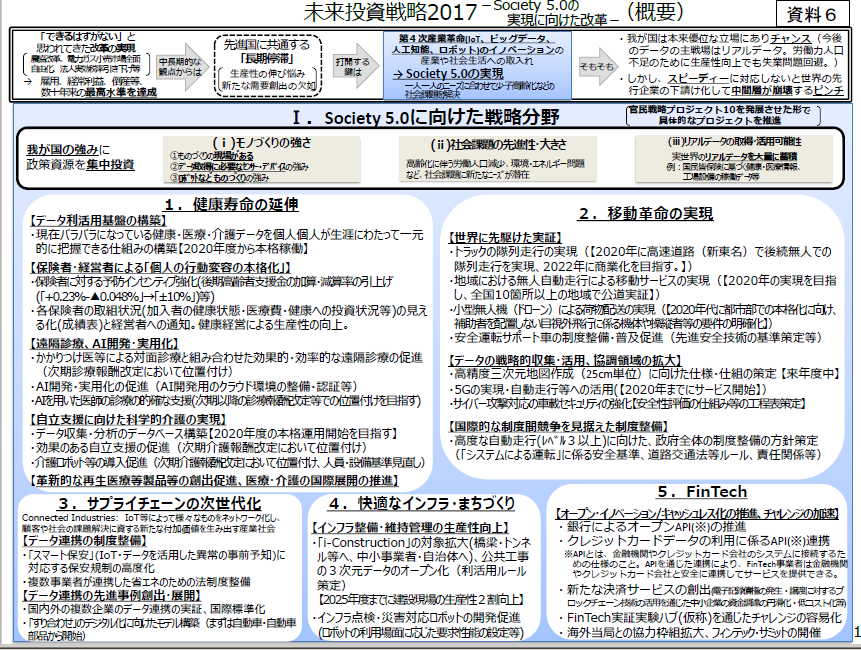 未来投資戦略2017－Society 5.0の実現に向けた改革－（概要）
資料６
「できるはずがない」と
思われてきた改革の実現
農協改革、電力ガス小売市場全面
自由化、法人実効税率引き下げ等
→ 雇用、経常利益、倒産等、
数十年来の最高水準を達成
中長期的な
観点からは
先進国に共通する
「長期停滞」
生産性の伸び悩み
新たな需要創出の欠如
打開する
鍵は
第４次産業革命(IoT、ビッグデータ、
人工知能、ロボット)のイノベーションの
産業や社会生活への取入れ
→ Society 5.0の実現
一人一人のニーズに合わせて少子高齢化などの
社会課題解決
そもそも
・我が国は本来優位な立場にありチャンス（今後
のデータの主戦場はリアルデータ。労働力人口
不足のために生産性向上でも失業問題回避。）
・しかし、スピーディーに対応しないと世界の先
行企業の下請け化して中間層が崩壊するピンチ
Ⅰ．Society 5.0に向けた戦略分野
官民戦略プロジェクト10を発展させた形で
具体的なプロジェクトを推進
我が国の強みに
政策資源を集中投資
(ⅰ)モノづくりの強さ
①ものづくりの現場がある
②データ取得に必要なセンサー・デバイスの強み
③ロボットなどものづくりの強み
(ⅱ)社会課題の先進性・大きさ
高齢化に伴う労働人口減少、環境・エネルギー問題
など、社会課題に新たなニーズが潜在
(ⅲ)リアルデータの取得・活用可能性
実世界のリアルデータを大量に蓄積
例：国民皆保険に基づく健康・医療情報、
工場設備の稼働データ等
１．健康寿命の延伸
【データ利活用基盤の構築】
・現在バラバラになっている健康・医療・介護データを個人個人が生涯にわたって一元
的に把握できる仕組みの構築【2020年度から本格稼働】
【保険者・経営者による「個人の行動変容の本格化」】
・保険者に対する予防インセンティブ強化(後期高齢者支援金の加算・減算率の引上げ
(「+0.23%-▲0.048%」→「±10%」)等)
・各保険者の取組状況(加入者の健康状態・医療費・健康への投資状況等)の見え
る化(成績表)と経営者への通知。健康経営による生産性の向上。
【遠隔診療、AI開発・実用化】
・かかりつけ医等による対面診療と組み合わせた効果的・効率的な遠隔診療の促進
（次期診療報酬改定において位置付け）
・AI開発・実用化の促進（AI開発用のクラウド環境の整備・認証等）
・AIを用いた医師の診療の的確な支援(次期以降の診療報酬改定等での位置付けを目指す)
【自立支援に向けた科学的介護の実現】
・データ収集・分析のデータベース構築【2020年度の本格運用開始を目指す】
・効果のある自立支援の促進（次期介護報酬改定において位置付け）
・介護ロボット等の導入促進（次期介護報酬改定において位置付け、人員・設備基準見直し）
【革新的な再生医療等製品等の創出促進、医療・介護の国際展開の推進】
２．移動革命の実現
【世界に先駆けた実証】
・トラックの隊列走行の実現（【2020年に高速道路（新東名）で後続無人での
隊列走行を実現、2022年に商業化を目指す。】）
・地域における無人自動走行による移動サービスの実現（【2020年の実現を目指
し、全国10箇所以上の地域で公道実証】）
・小型無人機（ドローン）による荷物配送の実現（【2020年代に都市部での本格化に向け、
補助者を配置しない目視外飛行に係る機体や操縦者等の要件の明確化】）
・安全運転サポート車の制度整備・普及促進（先進安全技術の基準策定等）
【データの戦略的収集・活用、協調領域の拡大】
・高精度三次元地図作成（25cm単位）に向けた仕様・仕組の策定【来年度中】
・5Gの実現・自動走行等への活用(【2020年までにサービス開始】)
・サイバー攻撃対応の車載セキュリティの強化【安全性評価の仕組み等の工程表策定】
【国際的な制度間競争を見据えた制度整備】
・高度な自動走行(ﾚﾍﾞﾙ３以上)に向けた、政府全体の制度整備の方針策定
（「システムによる運転」に係る安全基準、道路交通法等ルール、責任関係等）
３．サプライチェーンの次世代化
Connected Industries: IoT等によって様々なものをネットワーク化し、
顧客や社会の課題解決に資する新たな付加価値を生み出す産業社会
【データ連携の制度整備】
・「スマート保安」(IoT・データを活用した異常の事前予知)に
対応する保安規制の高度化
・複数事業者が連携した省エネのための法制度整備
【データ連携の先進事例創出・展開】
・国内外の複数企業のデータ連携の実証、国際標準化
・「すり合わせ」のデジタル化に向けモデル構築（まずは自動車・自動車
部品から開始）
４．快適なインフラ・まちづくり
【インフラ整備・維持管理の生産性向上】
・「i-Construction」の対象拡大(橋梁・トンネ
ル等へ、中小事業者・自治体へ)、公共工事
の３次元データのオープン化（利活用ルール
策定）
【2025年度までに建設現場の生産性２割向上】
・インフラ点検・災害対応ロボットの開発促進
(ロボットの利用場面に応じた要求性能の設定等)
５．FinTech
【オープン・イノベーション/キャッシュレス化の推進、チャレンジの加速】
・銀行によるオープンAPI(※)の推進
・クレジットカードデータの利用に係るAPI(※)連携
※APIとは、金融機関やクレジットカード会社のシステムに接続するた
めの仕様のこと。APIを通じた連携により、FinTech事業者は金融機関
やクレジットカード会社と安全に連携してサービスを提供できる。
・新たな決済サービスの創出(電子記録債権の発生・譲渡に対するブ
ロックチェーン技術の活用を通じた中小企業の資金調達の円滑化・低コスト化等)
・FinTech実証実験ハブ(仮称)を通じたチャレンジの容易化
・海外当局との協力枠組拡大、フィンテック・サミットの開催
1